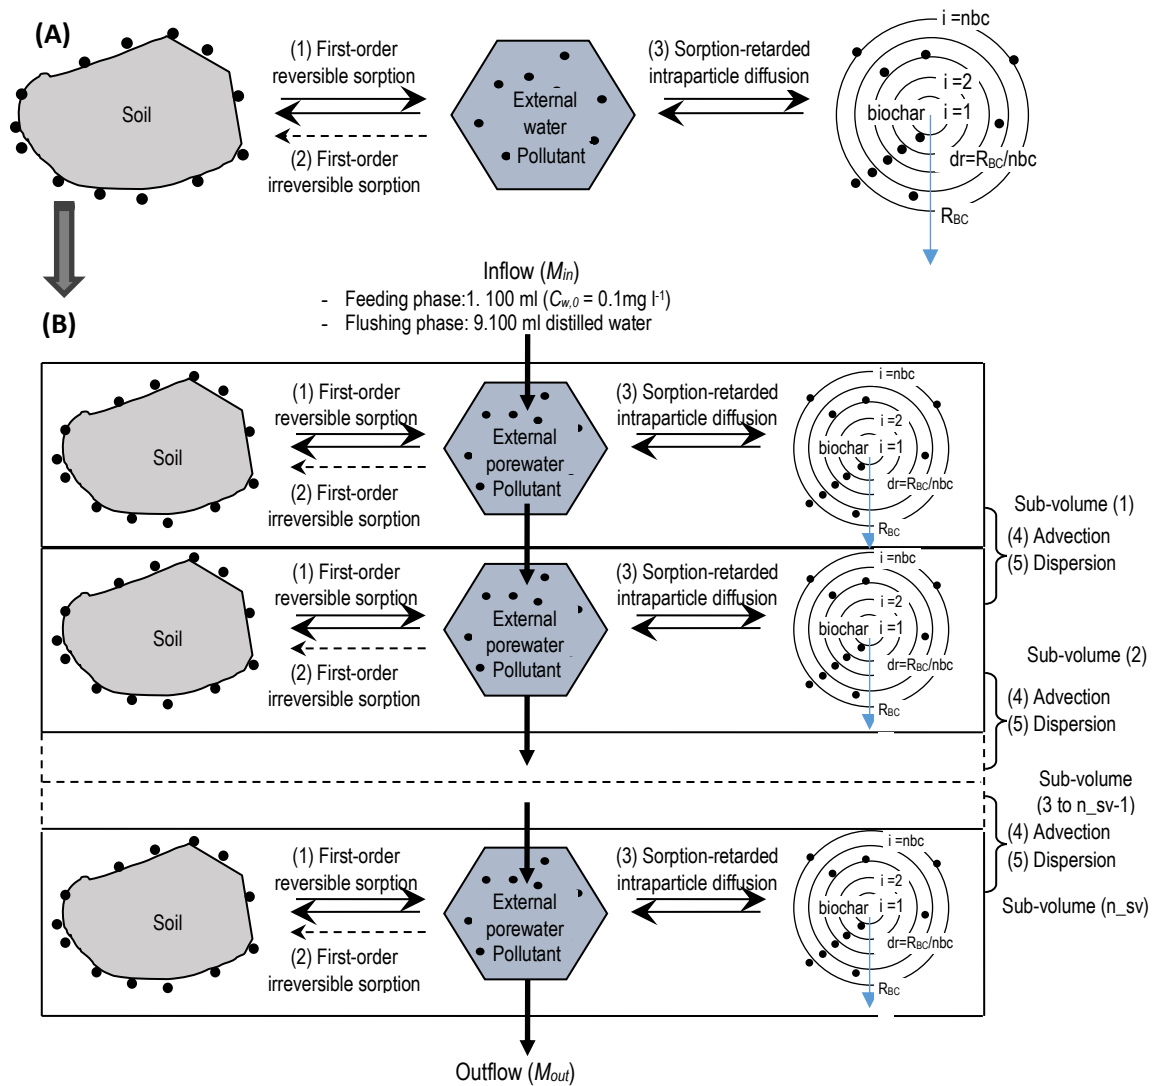 (A)
(1) First-order
reversible sorption
(2) First-order
irreversible sorption
Soil
External
water
Pollutant
(3) Sorption-retarded
intraparticle diffusion
i =nbc
i =2
biochar i =1
dr=RBC/nbc
RBC
Inflow (Min)
- Feeding phase:1. 100 ml (Cw,0 = 0.1mg l-1)
- Flushing phase: 9.100 ml distilled water
(B)
(1) First-order
reversible sorption
(2) First-order
irreversible sorption
Soil
External
porewater
Pollutant
(3) Sorption-retarded
intraparticle diffusion
i =nbc
i =2
biochar i =1
dr=RBC/nbc
RBC
Sub-volume (1)
(4) Advection
(5) Dispersion
(1) First-order
reversible sorption
(2) First-order
irreversible sorption
Soil
External
porewater
Pollutant
(3) Sorption-retarded
intraparticle diffusion
i =nbc
i =2
biochar i =1
dr=RBC/nbc
RBC
Sub-volume (2)
(4) Advection
(5) Dispersion
Sub-volume
(3 to n_sv-1)
(4) Advection
(5) Dispersion
(1) First-order
reversible sorption
(2) First-order
irreversible sorption
Soil
External
porewater
Pollutant
(3) Sorption-retarded
intraparticle diffusion
i =nbc
i =2
biochar i =1
dr=RBC/nbc
RBC
Sub-volume (n_sv)
Outflow (Mout)